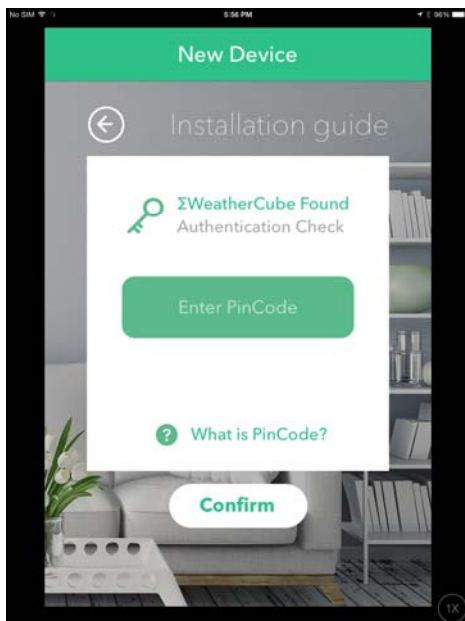 No SIM 5:56 PM 96%
New Device
Installation guide
ΣWeatherCube Found
Authentication Check
Enter PinCode
? What is PinCode?
Confirm
1X